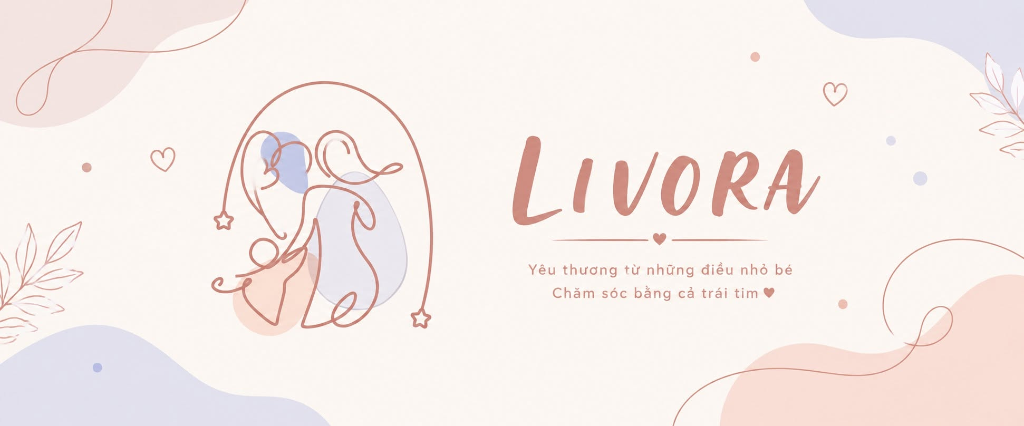 LIVORA
Yêu thương từ những điều nhỏ bé
Chăm sóc bằng cả trái tim